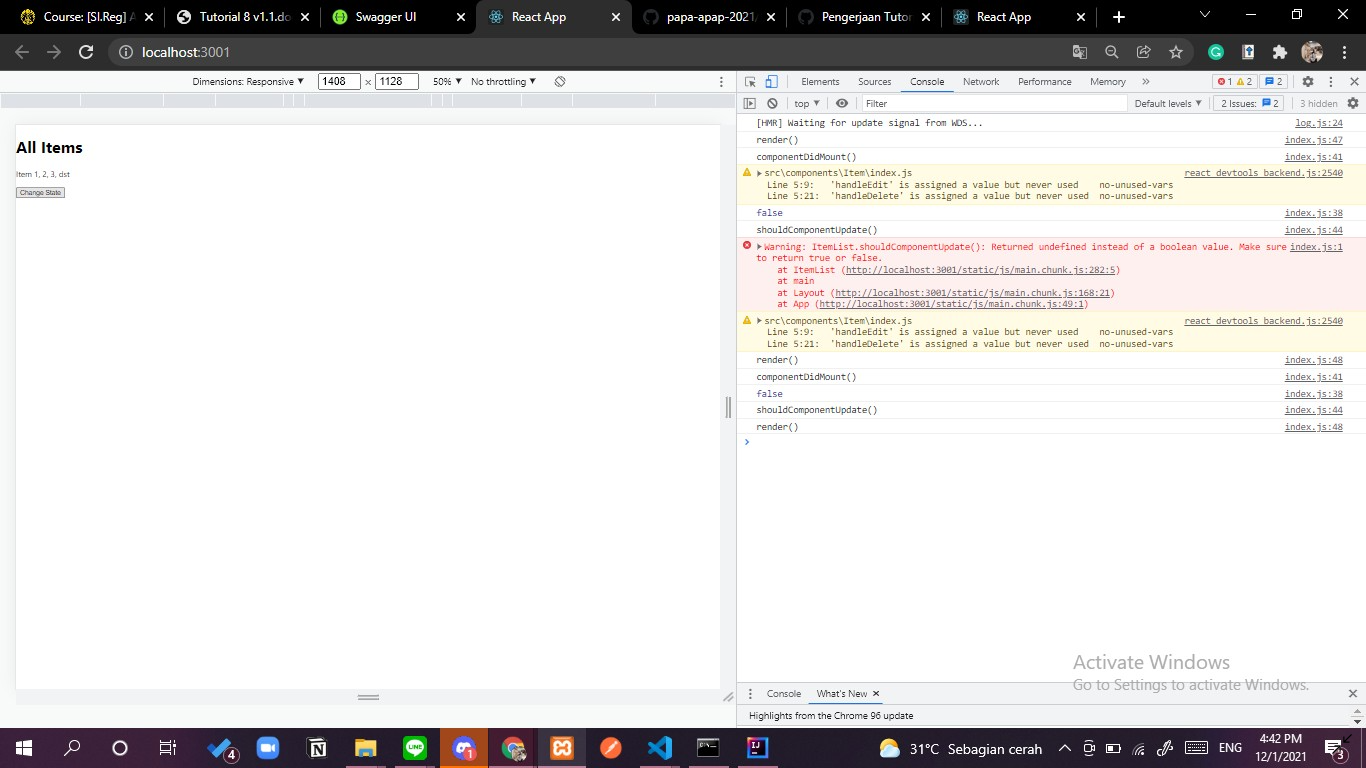 Course: [SI.Reg] A
Tutorial 8 v1.1.do
Swagger UI
React App
papa-apap-2021
Pengerjaan Tutor
React App
localhost:3001
Dimensions: Responsive
1408
x
1128
50%
No throttling
Elements
Sources
Console
Network
Performance
Memory
1
2
2
top
Filter
Default levels
2 Issues:
2
3 hidden
All Items
Item 1, 2, 3, dst
Change State
[HMR] Waiting for update signal from WDS... log.js:24
render() index.js:47
componentDidMount() index.js:41
src\components\Item\index.js react devtools backend.js:2540
Line 5:9: 'handleEdit' is assigned a value but never used no-unused-vars
Line 5:21: 'handleDelete' is assigned a value but never used no-unused-vars
false index.js:38
shouldComponentUpdate() index.js:44
Warning: ItemList.shouldComponentUpdate(): Returned undefined instead of a boolean value. Make sure index.js:1
to return true or false.
at ItemList (http://localhost:3001/static/js/main.chunk.js:282:5)
at main
at Layout (http://localhost:3001/static/js/main.chunk.js:168:21)
at App (http://localhost:3001/static/js/main.chunk.js:49:1)
src\components\Item\index.js react devtools backend.js:2540
Line 5:9: 'handleEdit' is assigned a value but never used no-unused-vars
Line 5:21: 'handleDelete' is assigned a value but never used no-unused-vars
render() index.js:48
componentDidMount() index.js:41
false index.js:38
shouldComponentUpdate() index.js:44
render() index.js:48
Activate Windows
Go to Settings to activate Windows.
Console
What's New
Highlights from the Chrome 96 update
4
LINE
1
31°C Sebagian cerah
ENG
4:42 PM
12/1/2021
3